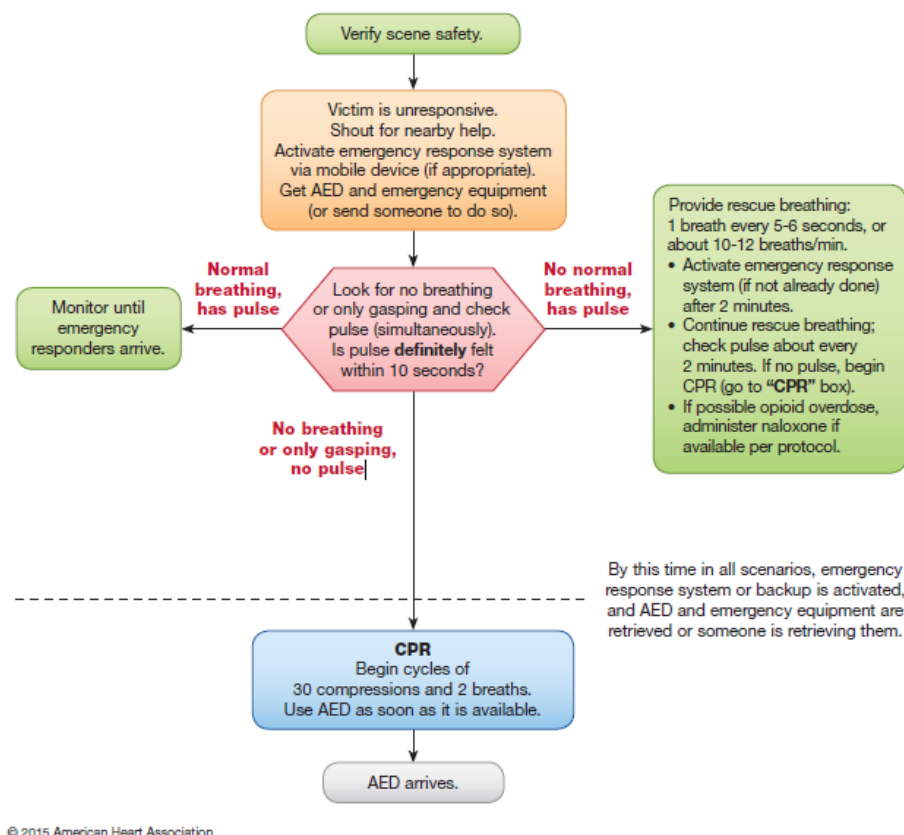 Verify scene safety.
Victim is unresponsive.
Shout for nearby help.
Activate emergency response system
via mobile device (if appropriate).
Get AED and emergency equipment
(or send someone to do so).
Normal
breathing,
has pulse
Monitor until
emergency
responders arrive.
Look for no breathing
or only gasping and check
pulse (simultaneously).
Is pulse definitely felt
within 10 seconds?
No normal
breathing,
has pulse
Provide rescue breathing:
1 breath every 5-6 seconds, or
about 10-12 breaths/min.
• Activate emergency response
system (if not already done)
after 2 minutes.
• Continue rescue breathing;
check pulse about every
2 minutes. If no pulse, begin
CPR (go to “CPR” box).
• If possible opioid overdose,
administer naloxone if
available per protocol.
No breathing
or only gasping,
no pulse
By this time in all scenarios, emergency
response system or backup is activated,
and AED and emergency equipment are
retrieved or someone is retrieving them.
CPR
Begin cycles of
30 compressions and 2 breaths.
Use AED as soon as it is available.
AED arrives.
© 2015 American Heart Association